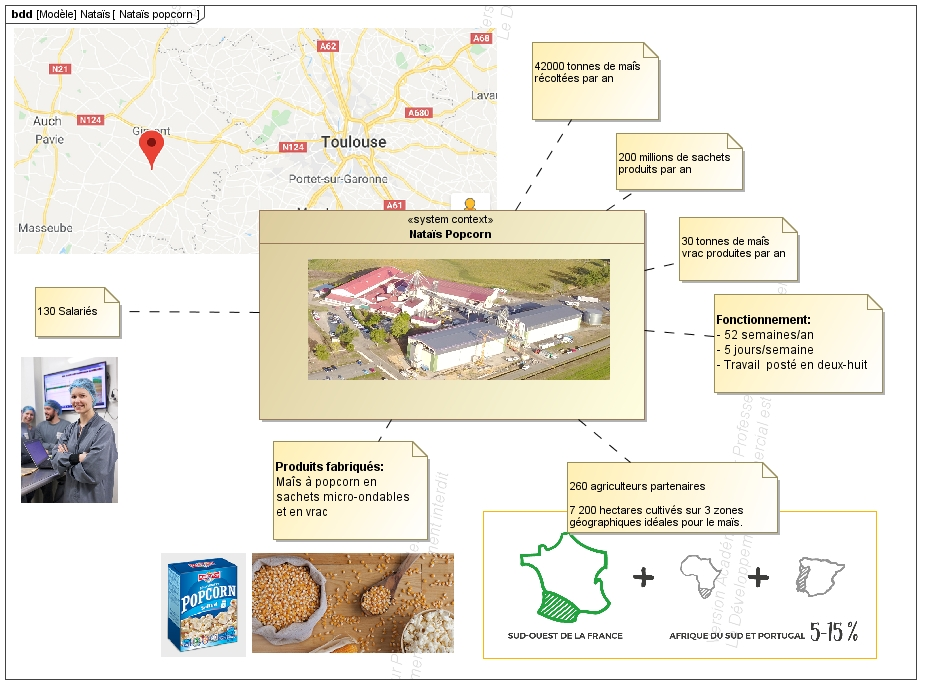 bdd [Modèle] Nataïs [ Nataïs popcorn ]
A62
A68
N21
Lavau
A680
Auch
N124
Gimont
Pavie
Toulouse
N124
Portet-sur-Garonne
A61
Masseube
42000 tonnes de maïs
récoltées par an
200 millions de sachets
produits par an
«system context»
Nataïs Popcorn
30 tonnes de maïs
vrac produites par an
130 Salariés
Fonctionnement:
- 52 semaines/an
- 5 jours/semaine
- Travail  posté en deux-huit
Produits fabriqués:
Maïs à popcorn en
sachets micro-ondables
et en vrac
260 agriculteurs partenaires
7 200 hectares cultivés sur 3 zones
géographiques idéales pour le maïs.
POPCORN
SUD-OUEST DE LA FRANCE
AFRIQUE DU SUD ET PORTUGAL 5-15 %